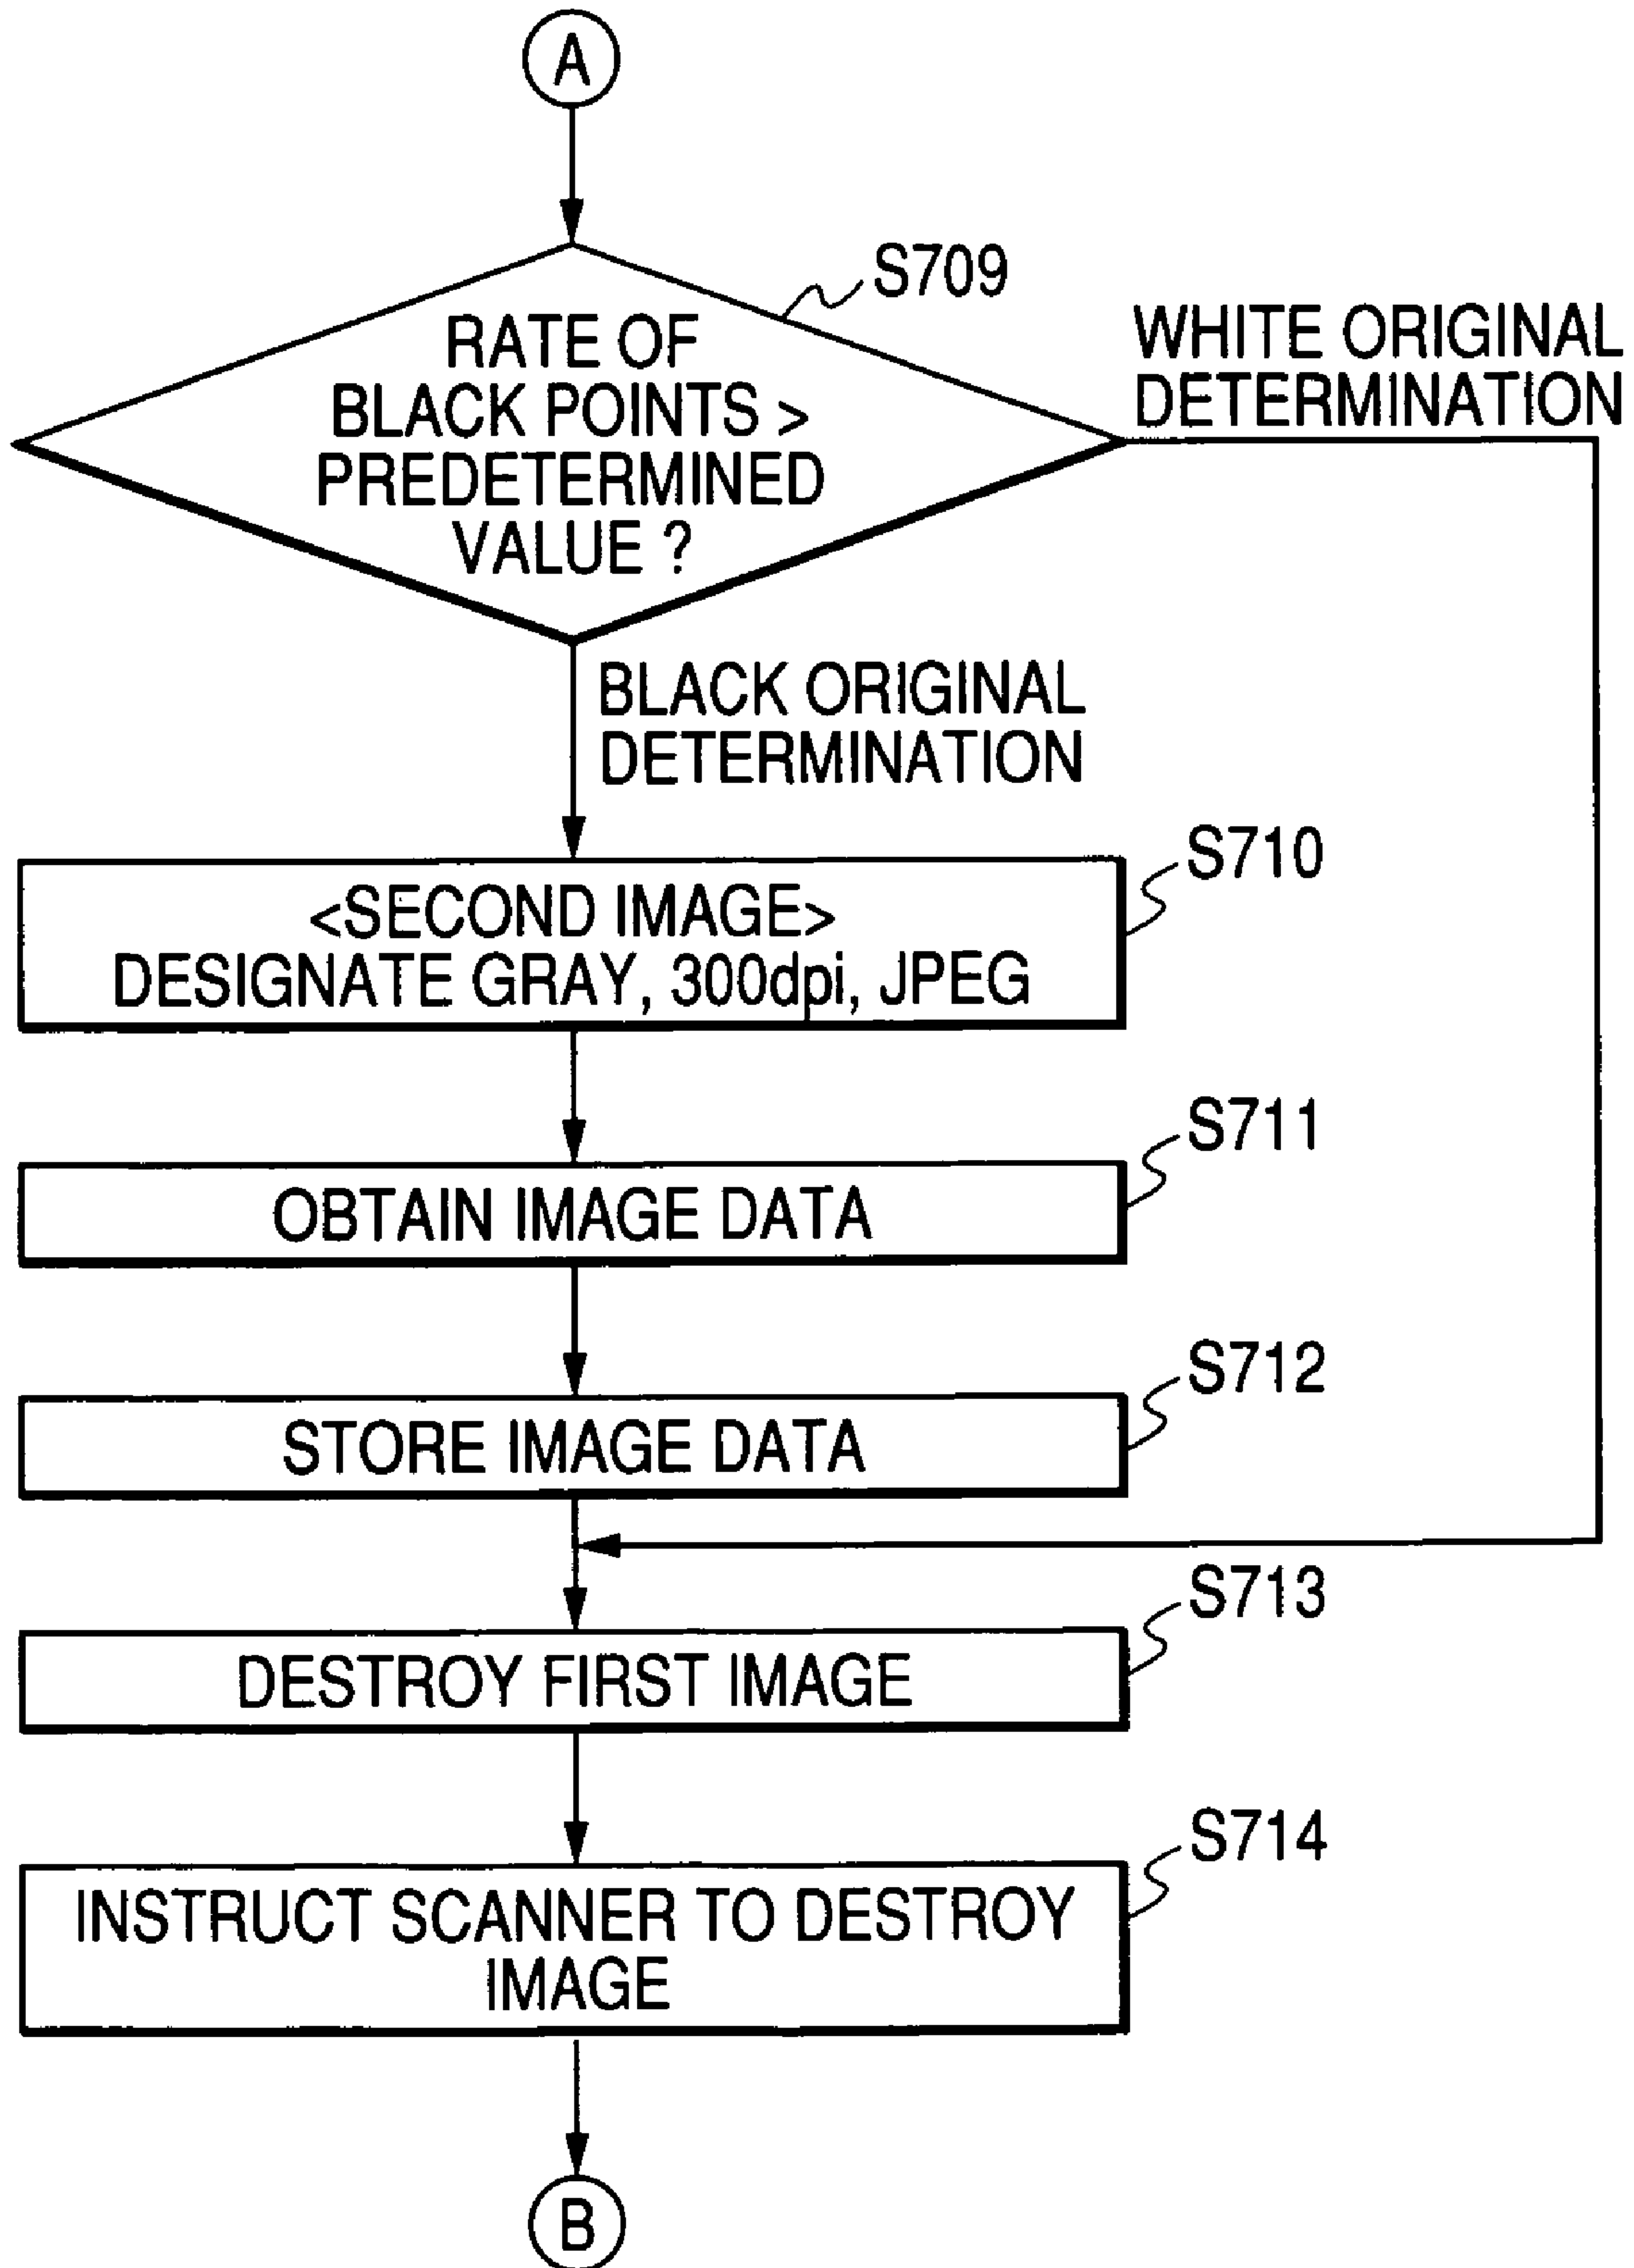 A
S709
RATE OF
BLACK POINTS >
PREDETERMINED
VALUE ?
WHITE ORIGINAL
DETERMINATION
BLACK ORIGINAL
DETERMINATION
S710
<SECOND IMAGE>
DESIGNATE GRAY, 300dpi, JPEG
S711
OBTAIN IMAGE DATA
S712
STORE IMAGE DATA
S713
DESTROY FIRST IMAGE
S714
INSTRUCT SCANNER TO DESTROY
IMAGE
B